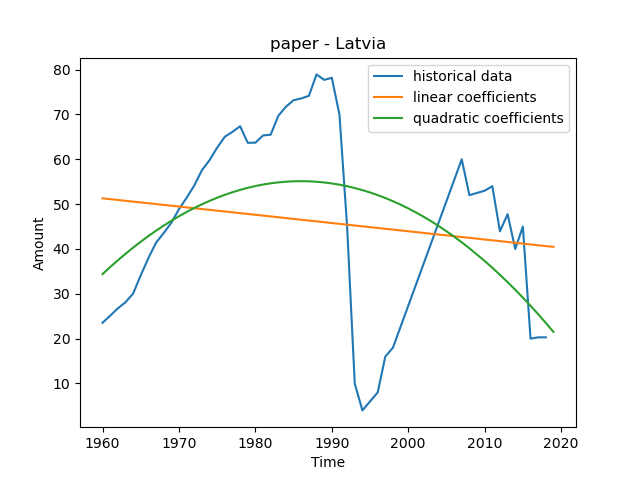 paper - Latvia
historical data
linear coefficients
quadratic coefficients
80
70
60
50
40
30
20
10
Amount
1960 1970 1980 1990 2000 2010 2020
Time